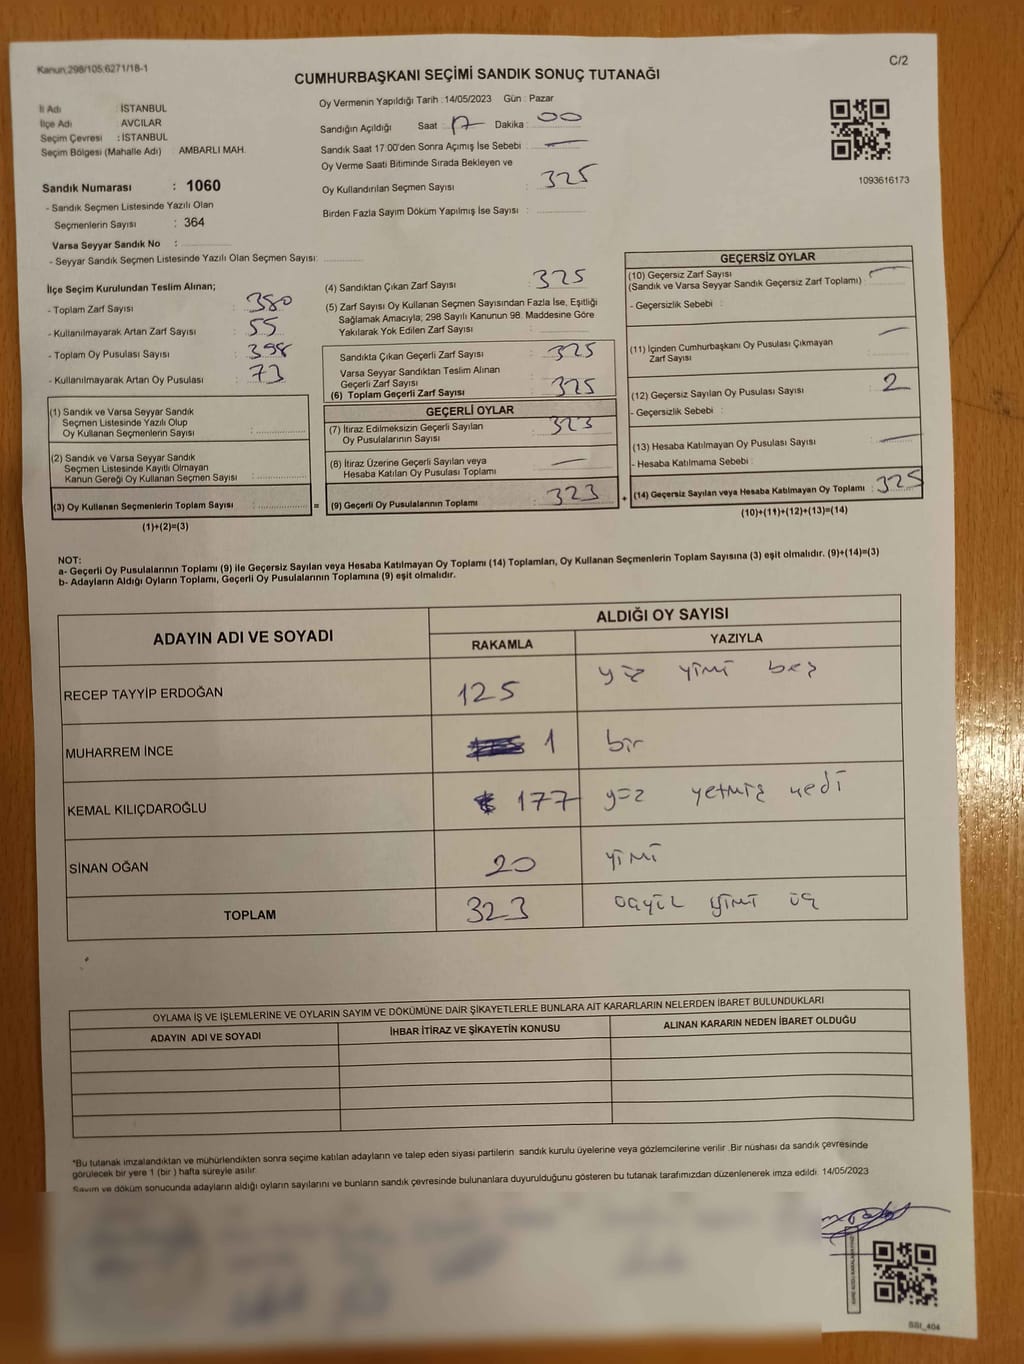 Kanun:298/105:6271/18-1
C/2
CUMHURBAŞKANI SEÇİMİ SANDIK SONUÇ TUTANAĞI
İl Adı : İSTANBUL
İlçe Adı : AVCILAR
Seçim Çevresi : İSTANBUL
Seçim Bölgesi (Mahalle Adı) : AMBARLI MAH.
Sandık Numarası : 1060
- Sandık Seçmen Listesinde Yazılı Olan
Seçmenlerin Sayısı : 364
Varsa Seyyar Sandık No :
- Seyyar Sandık Seçmen Listesinde Yazılı Olan Seçmen Sayısı:
Oy Vermenin Yapıldığı Tarih : 14/05/2023 Gün : Pazar
Sandığın Açıldığı Saat : 17 Dakika : 00
Sandık Saat 17:00'den Sonra Açımış İse Sebebi : —
Oy Verme Saati Bitiminde Sırada Bekleyen ve
Oy Kullandırılan Seçmen Sayısı : 325
Birden Fazla Sayım Döküm Yapılmış İse Sayısı :
1093616173
İlçe Seçim Kurulundan Teslim Alınan;
- Toplam Zarf Sayısı : 380
- Kullanılmayarak Artan Zarf Sayısı : 55
- Toplam Oy Pusulası Sayısı : 398
- Kullanılmayarak Artan Oy Pusulası : 73
(1) Sandık ve Varsa Seyyar Sandık
Seçmen Listesinde Yazılı Olup
Oy Kullanan Seçmenlerin Sayısı :
(2) Sandık ve Varsa Seyyar Sandık
Seçmen Listesinde Kayıtlı Olmayan
Kanun Gereği Oy Kullanan Seçmen Sayısı :
(3) Oy Kullanan Seçmenlerin Toplam Sayısı : =
(1)+(2)=(3)
(4) Sandıktan Çıkan Zarf Sayısı : 325
(5) Zarf Sayısı Oy Kullanan Seçmen Sayısından Fazla İse, Eşitliği
Sağlamak Amacıyla; 298 Sayılı Kanunun 98. Maddesine Göre
Yakılarak Yok Edilen Zarf Sayısı :
Sandıkta Çıkan Geçerli Zarf Sayısı : 325
Varsa Seyyar Sandıktan Teslim Alınan
Geçerli Zarf Sayısı
(6) Toplam Geçerli Zarf Sayısı : 325
GEÇERLİ OYLAR
(7) İtiraz Edilmeksizin Geçerli Sayılan
Oy Pusulalarının Sayısı : 323
(8) İtiraz Üzerine Geçerli Sayılan veya
Hesaba Katılan Oy Pusulası Toplamı : —
(9) Geçerli Oy Pusulalarının Toplamı : 323 +
GEÇERSİZ OYLAR
(10) Geçersiz Zarf Sayısı
(Sandık ve Varsa Seyyar Sandık Geçersiz Zarf Toplamı) : —
- Geçersizlik Sebebi :
(11) İçinden Cumhurbaşkanı Oy Pusulası Çıkmayan
Zarf Sayısı : —
(12) Geçersiz Sayılan Oy Pusulası Sayısı : 2
- Geçersizlik Sebebi :
(13) Hesaba Katılmayan Oy Pusulası Sayısı : —
- Hesaba Katılmama Sebebi :
(14) Geçersiz Sayılan veya Hesaba Katılmayan Oy Toplamı : 325
(10)+(11)+(12)+(13)=(14)
NOT:
a- Geçerli Oy Pusulalarının Toplamı (9) ile Geçersiz Sayılan veya Hesaba Katılmayan Oy Toplamı (14) Toplamları, Oy Kullanan Seçmenlerin Toplam Sayısına (3) eşit olmalıdır. (9)+(14)=(3)
b- Adayların Aldığı Oyların Toplamı, Geçerli Oy Pusulalarının Toplamına (9) eşit olmalıdır.
ADAYIN ADI VE SOYADI
ALDIĞI OY SAYISI
RAKAMLA YAZIYLA
RECEP TAYYİP ERDOĞAN 125 yüz yirmi beş
MUHARREM İNCE 1 bir
KEMAL KILIÇDAROĞLU 177 yüz yetmiş yedi
SİNAN OĞAN 20 yirmi
TOPLAM 323 üçyüz yirmi üç
OYLAMA İŞ VE İŞLEMLERİNE VE OYLARIN SAYIM VE DÖKÜMÜNE DAİR ŞİKAYETLERLE BUNLARA AİT KARARLARIN NELERDEN İBARET BULUNDUKLARI
ADAYIN ADI VE SOYADI İHBAR İTİRAZ VE ŞİKAYETİN KONUSU ALINAN KARARIN NEDEN İBARET OLDUĞU
*Bu tutanak imzalandıktan ve mühürlendikten sonra seçime katılan adayların ve talep eden siyasi partilerin sandık kurulu üyelerine veya gözlemcilerine verilir .Bir nüshası da sandık çevresinde
görülecek bir yere 1 (bir ) hafta süreyle asılır.
Sayım ve döküm sonucunda adayların aldığı oyların sayılarını ve bunların sandık çevresinde bulunanlara duyurulduğunu gösteren bu tutanak tarafımızdan düzenlenerek imza edildi. 14/05/2023
SSI_404